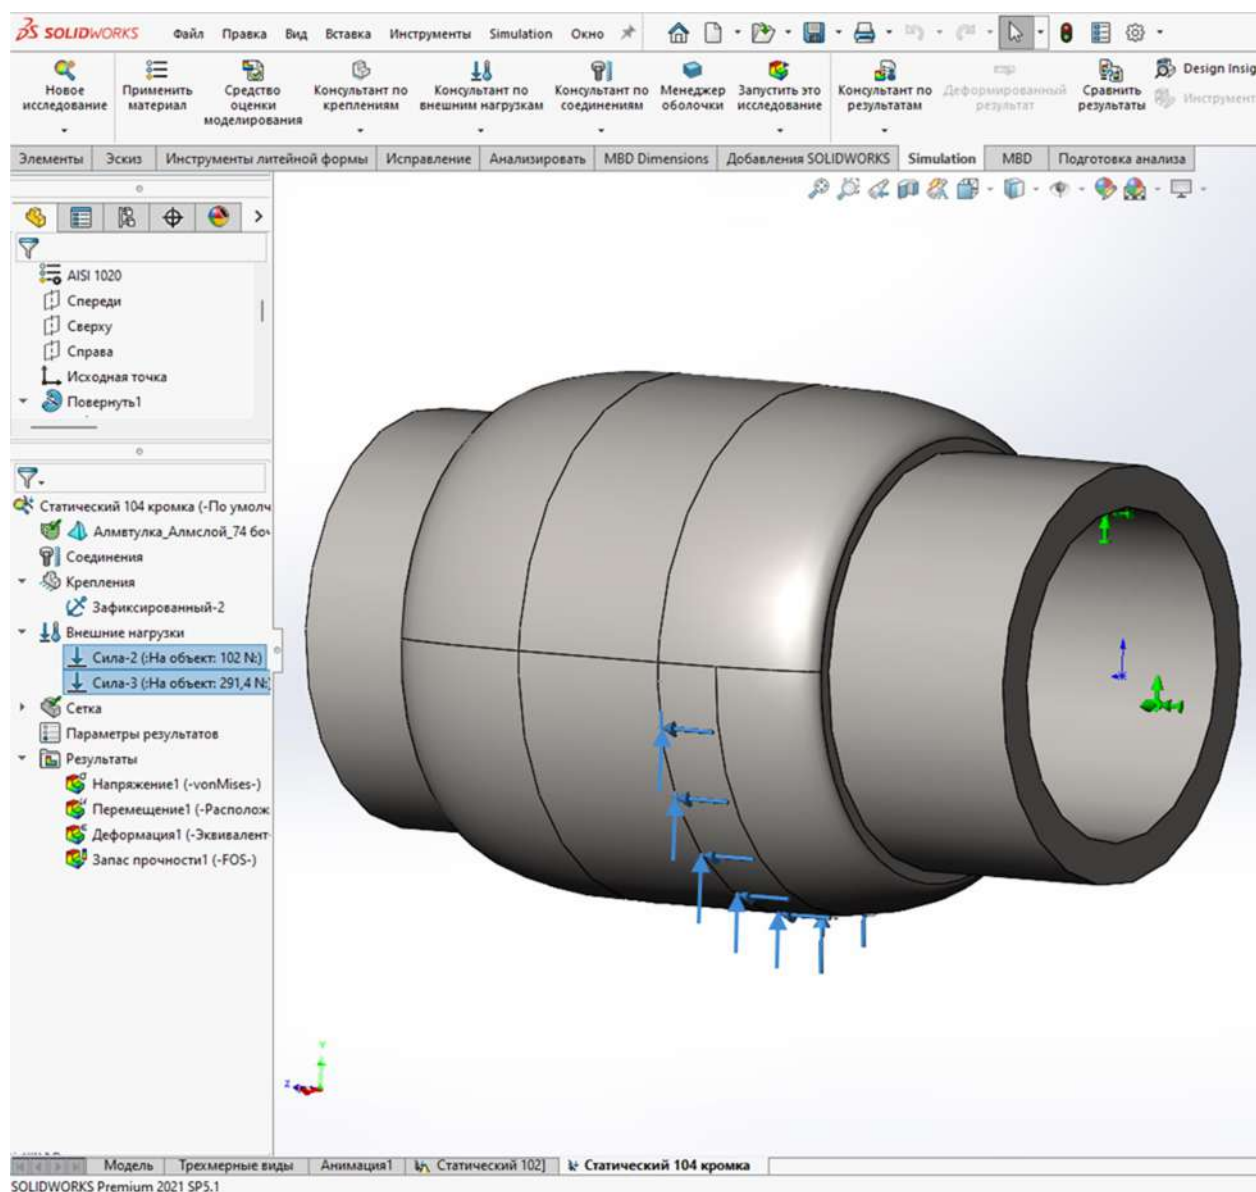 SOLIDWORKS Файл Правка Вид Вставка Инструменты Simulation Окно
Новое исследование
Применить материал
Средство оценки моделирования
Консультант по креплениям
Консультант по внешним нагрузкам
Консультант по соединениям
Менеджер оболочки
Запустить это исследование
Консультант по результатам
Деформированный результат
Сравнить результаты
Design Insig
Инструмент
Элементы Эскиз Инструменты литейной формы Исправление Анализировать MBD Dimensions Добавления SOLIDWORKS Simulation MBD Подготовка анализа
AISI 1020
Спереди
Сверху
Справа
Исходная точка
Повернуть1
Статический 104 кромка (-По умолч
Алмвтулка_Алмслой_74 боч
Соединения
Крепления
Зафиксированный-2
Внешние нагрузки
Сила-2 (:На объект: 102 N:)
Сила-3 (:На объект: 291,4 N:
Сетка
Параметры результатов
Результаты
Напряжение1 (-vonMises-)
Перемещение1 (-Располож
Деформация1 (-Эквивалент
Запас прочности1 (-FOS-)
Y
Z
Модель Трехмерные виды Анимация1 Статический 102] Статический 104 кромка
SOLIDWORKS Premium 2021 SP5.1